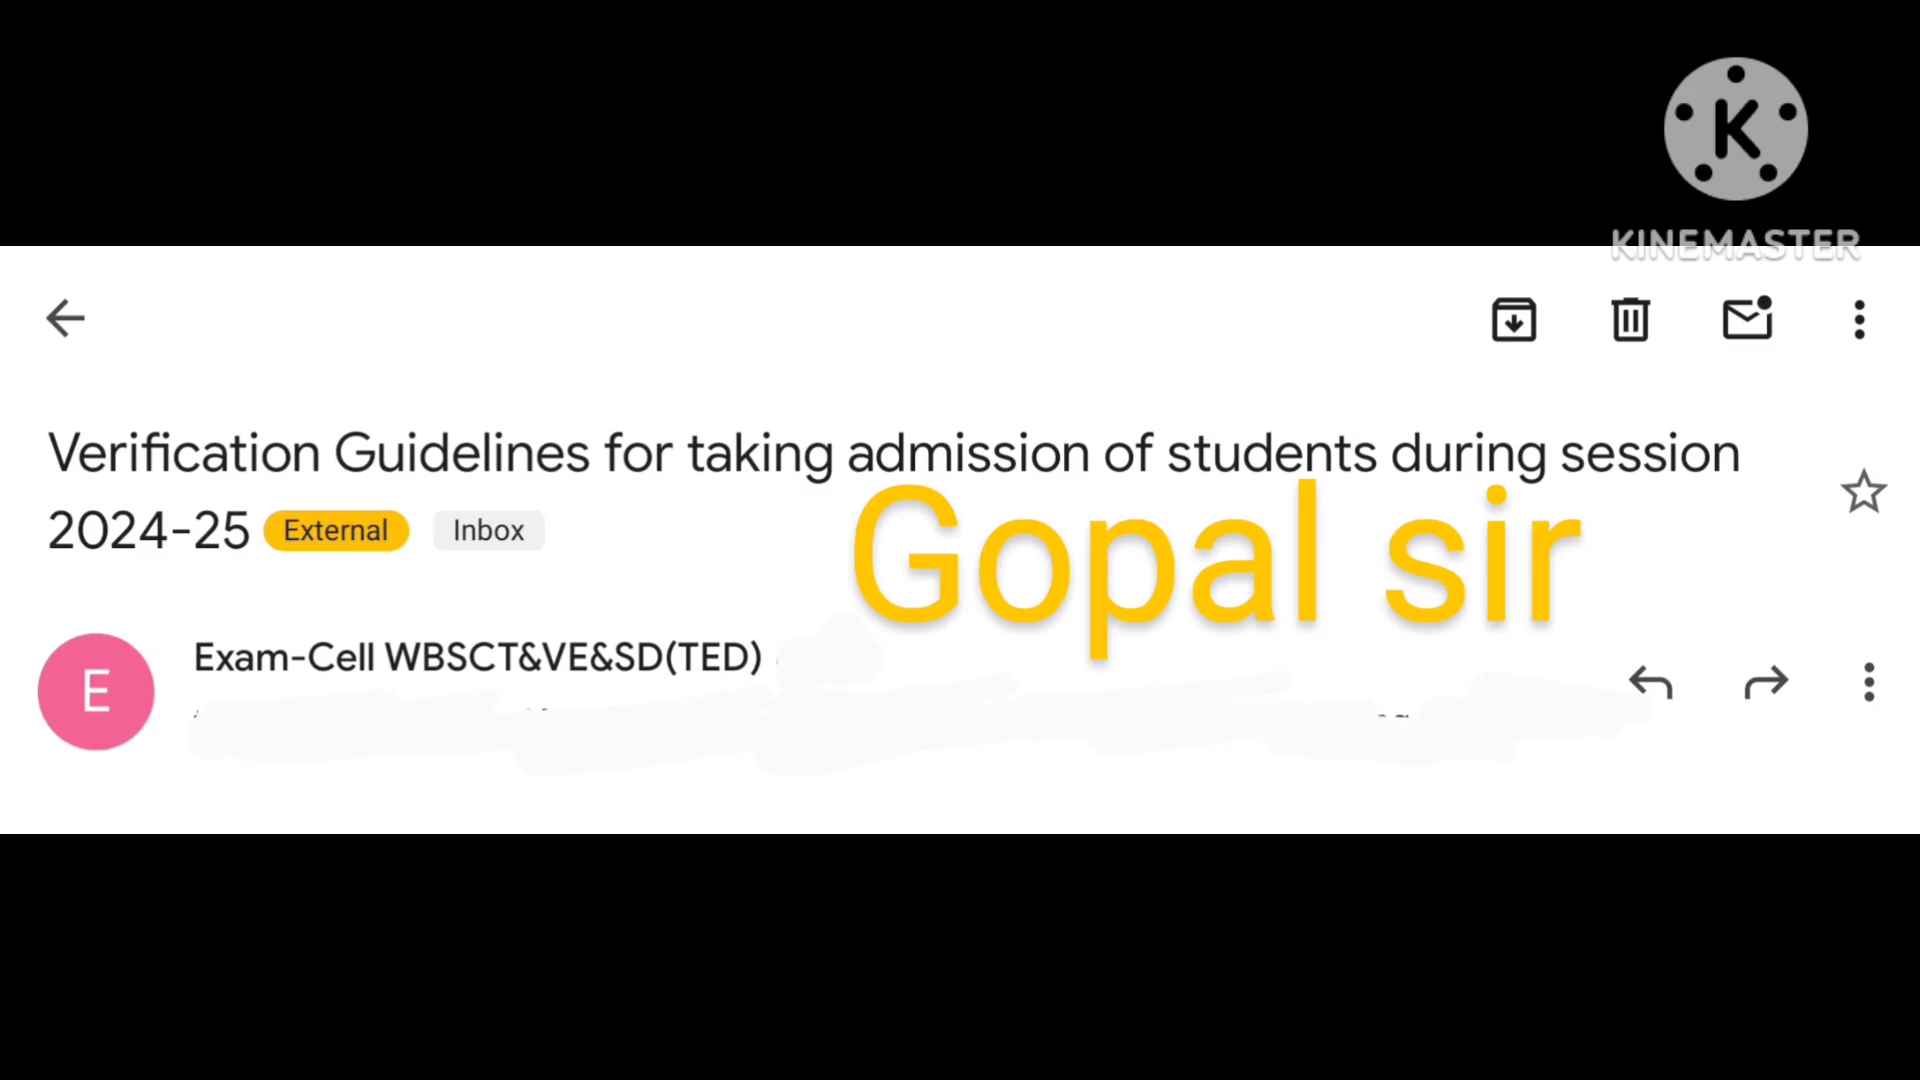 K
KINEMASTER
Verification Guidelines for taking admission of students during session
2024-25 External Inbox
Gopal sir
E
Exam-Cell WBSCT&VE&SD(TED)